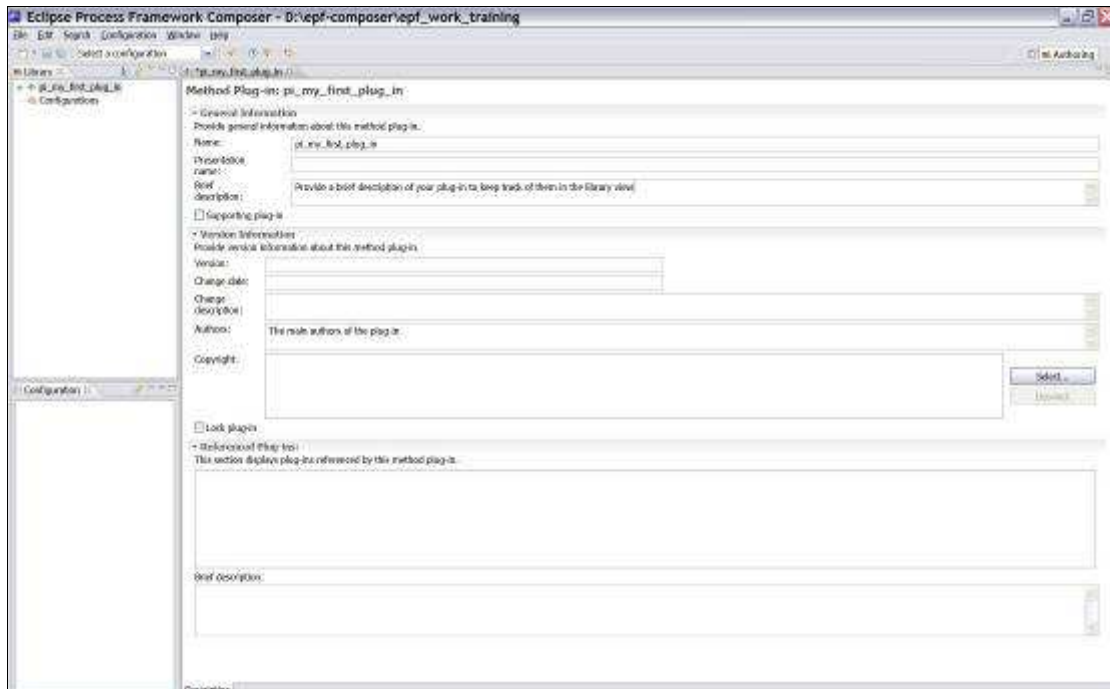 Eclipse Process Framework Composer - D:\epf-composer\epf_work_training
File Edit Search Configuration Window Help
Select a configuration
Authoring
Library
*pi_my_first_plug_in
pi_my_first_plug_in
Configurations
Method Plug-in: pi_my_first_plug_in
General Information
Provide general information about this method plug-in.
Name:
pi_my_first_plug_in
Presentation name:
Brief description:
Provide a brief description of your plug-in to keep track of them in the library view
Supporting plug-in
Version Information
Provide version information about this method plug-in.
Version:
Change date:
Change description:
Authors:
The main authors of the plug in
Copyright:
Select...
Deselect
Configuration
Lock plug-in
Referenced Plug-ins
This section displays plug-ins referenced by this method plug-in.
Brief description:
Description